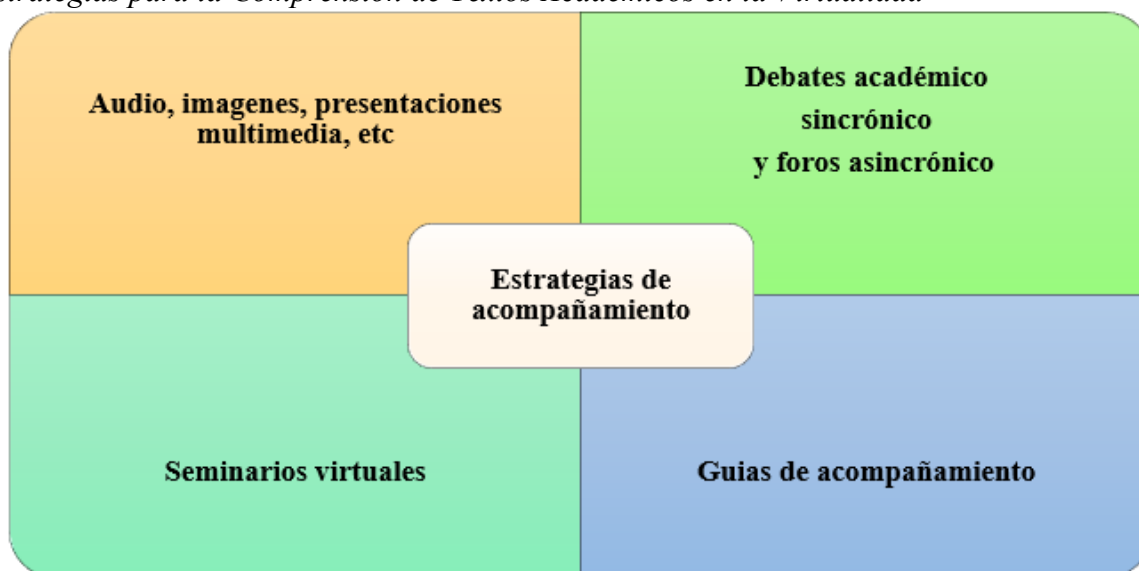 para la Comprensión de Textos Académicos en la Virtualidad
Audio, imagenes, presentaciones
multimedia, etc
Debates académico
sincrónico
y foros asincrónico
Estrategias de
acompañamiento
Seminarios virtuales
Guias de acompañamiento